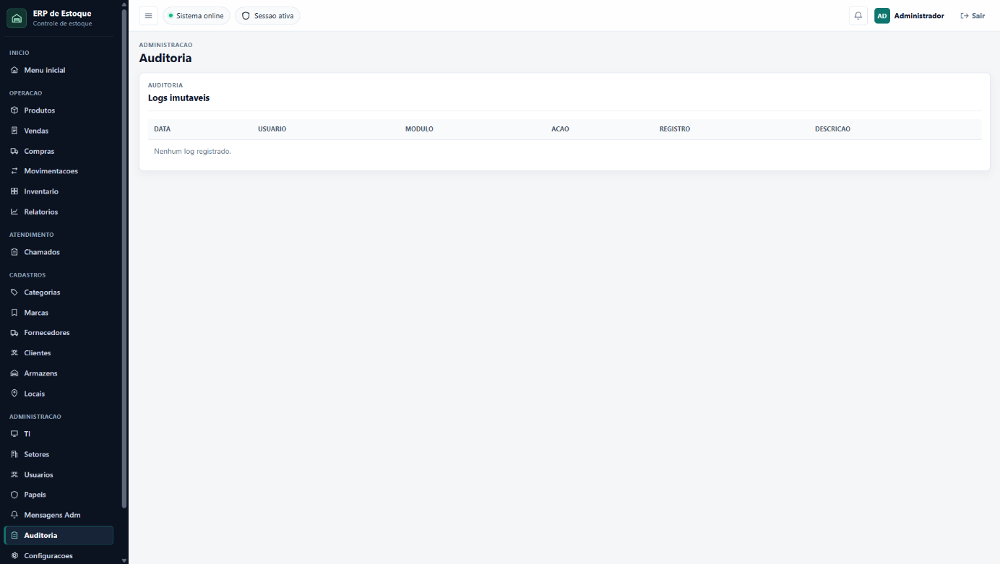 ERP de Estoque
Controle de estoque
INICIO
Menu inicial
OPERACAO
Produtos
Vendas
Compras
Movimentacoes
Inventario
Relatorios
ATENDIMENTO
Chamados
CADASTROS
Categorias
Marcas
Fornecedores
Clientes
Armazens
Locais
ADMINISTRACAO
TI
Setores
Usuarios
Papeis
Mensagens Adm
Auditoria
Configuracoes
Sistema online
Sessao ativa
AD Administrador
Sair
ADMINISTRACAO
Auditoria
AUDITORIA
Logs imutaveis
DATA USUARIO MODULO ACAO REGISTRO DESCRICAO
Nenhum log registrado.